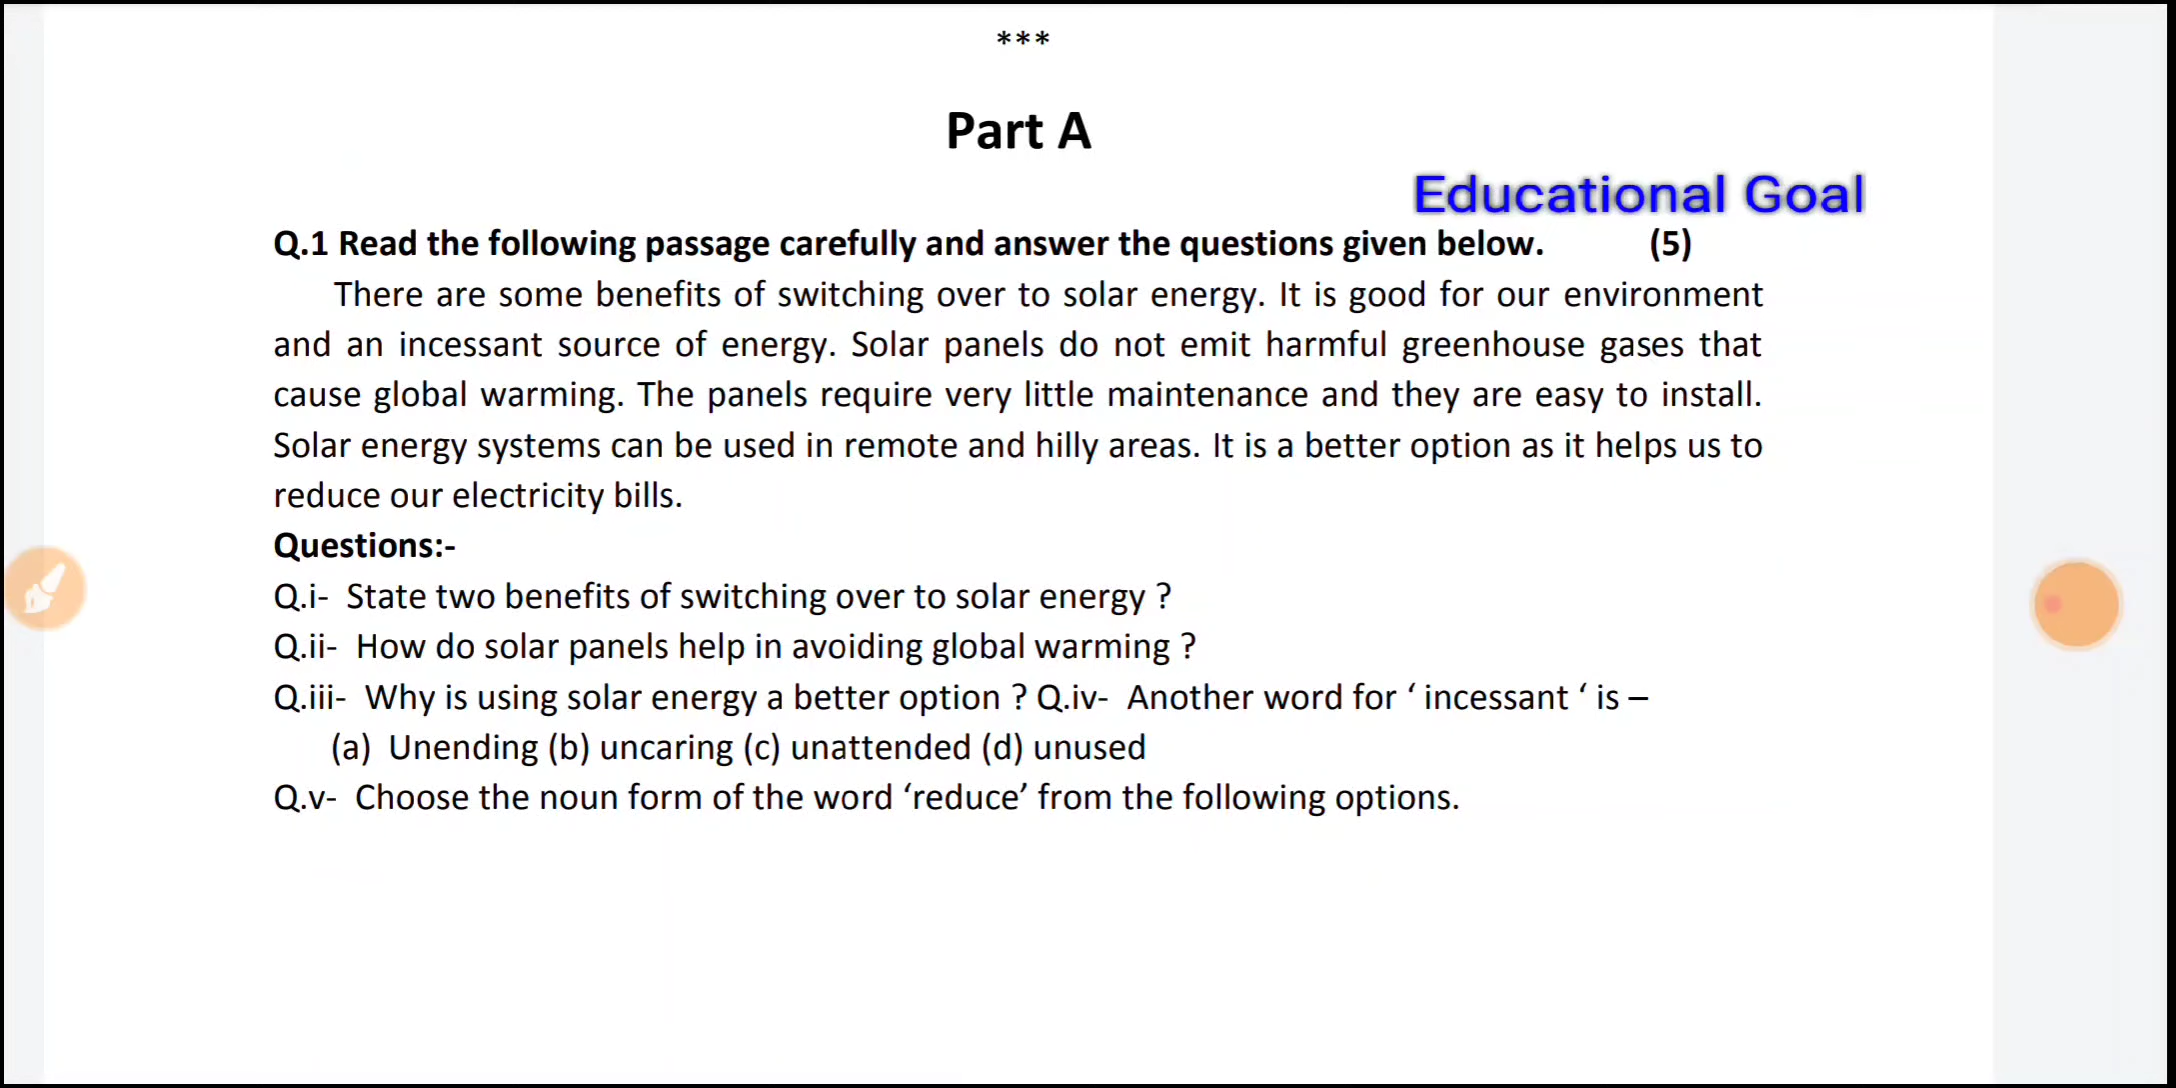 ***
Part A
Educational Goal
Q.1 Read the following passage carefully and answer the questions given below. (5)
There are some benefits of switching over to solar energy. It is good for our environment
and an incessant source of energy. Solar panels do not emit harmful greenhouse gases that
cause global warming. The panels require very little maintenance and they are easy to install.
Solar energy systems can be used in remote and hilly areas. It is a better option as it helps us to
reduce our electricity bills.
Questions:-
Q.i- State two benefits of switching over to solar energy ?
Q.ii- How do solar panels help in avoiding global warming ?
Q.iii- Why is using solar energy a better option ? Q.iv- Another word for ‘ incessant ‘ is –
(a) Unending (b) uncaring (c) unattended (d) unused
Q.v- Choose the noun form of the word ‘reduce’ from the following options.